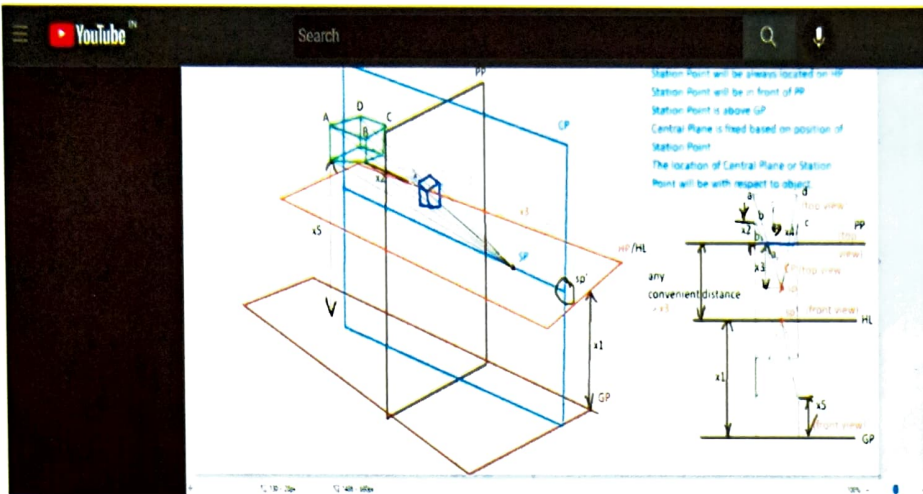 YouTube IN
Search
Station Point will be always located on HP
Station Point will be in front of PP
Station Point is above GP
Central Plane is fixed based on position of
Station Point
The location of Central Plane or Station
Point will be with respect to object
PP
CP
D
A
C
B
x2
x3
x5
SP
HP/HL
sp'
x1
GP
a
d
(top view)
b
c
PP
x2
x4
b
view)
x3
(top view)
any
convenient distance
(front view)
HL
x1
x5
(front view)
GP